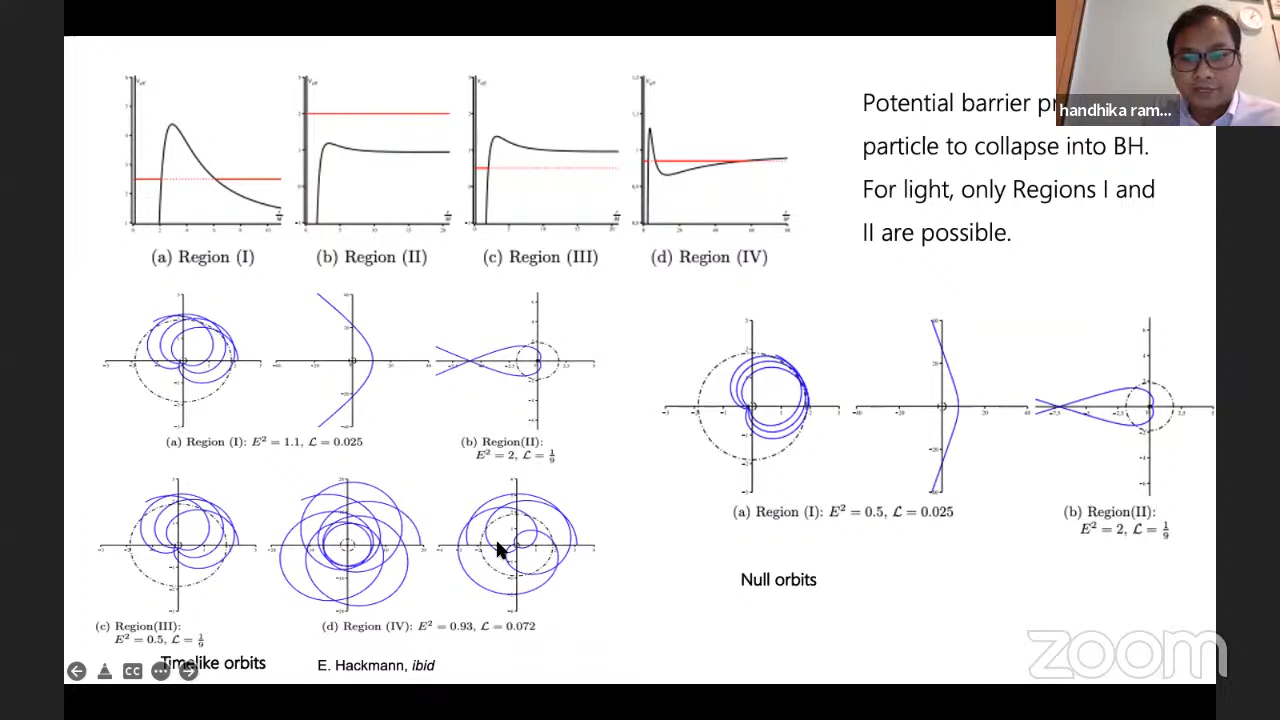 (a) Region (I)
(b) Region (II)
(c) Region (III)
(d) Region (IV)
Potential barrier
particle to collapse into BH.
For light, only Regions I and
II are possible.
handhika ram...
(a) Region (I): E² = 1.1, 𝓛 = 0.025
(b) Region(II):
E² = 2, 𝓛 = 1/9
(c) Region(III):
E² = 0.5, 𝓛 = 1/9
(d) Region (IV): E² = 0.93, 𝓛 = 0.072
Timelike orbits
E. Hackmann, ibid
(a) Region (I): E² = 0.5, 𝓛 = 0.025
(b) Region(II):
E² = 2, 𝓛 = 1/9
Null orbits
CC
zoom